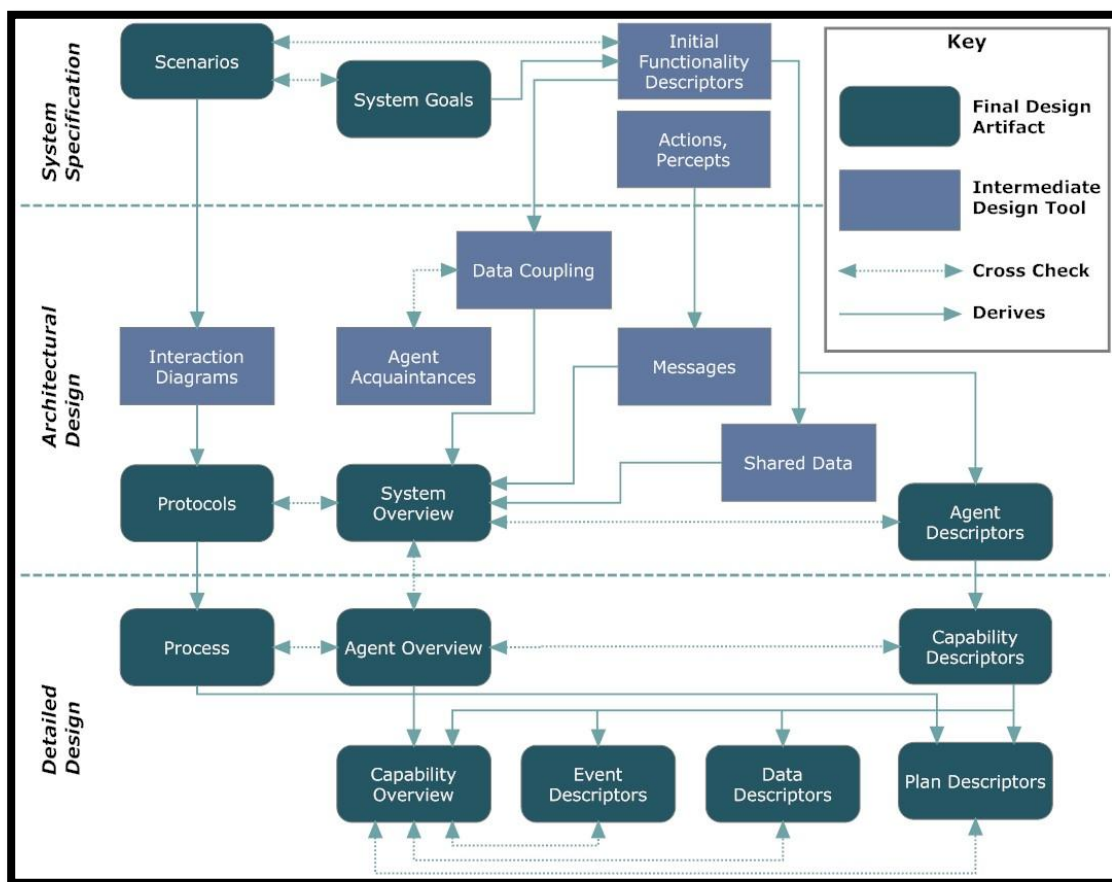 System
Specification
Scenarios
System Goals
Initial
Functionality
Descriptors
Actions,
Percepts
Key
Final Design
Artifact
Intermediate
Design Tool
Cross Check
Derives
Architectural
Design
Data Coupling
Interaction
Diagrams
Agent
Acquaintances
Messages
Shared Data
Protocols
System
Overview
Agent
Descriptors
Detailed
Design
Process
Agent Overview
Capability
Descriptors
Capability
Overview
Event
Descriptors
Data
Descriptors
Plan Descriptors